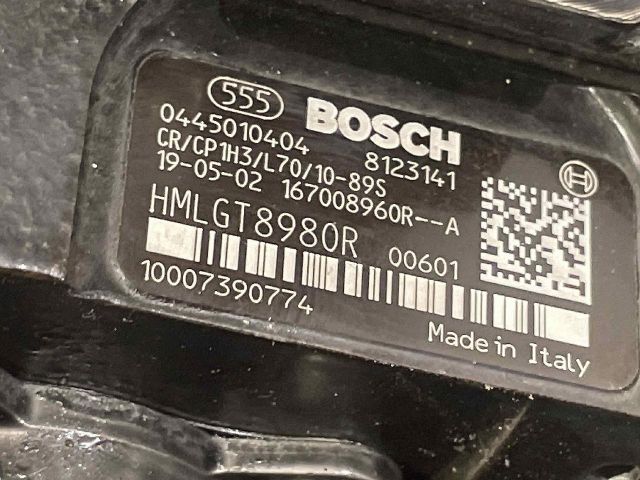 555 BOSCH
0445010404 8123141
CR/CP1H3/L70/10-89S
19-05-02 167008960R--A
HMLGT8980R 00601
10007390774
Made in Italy